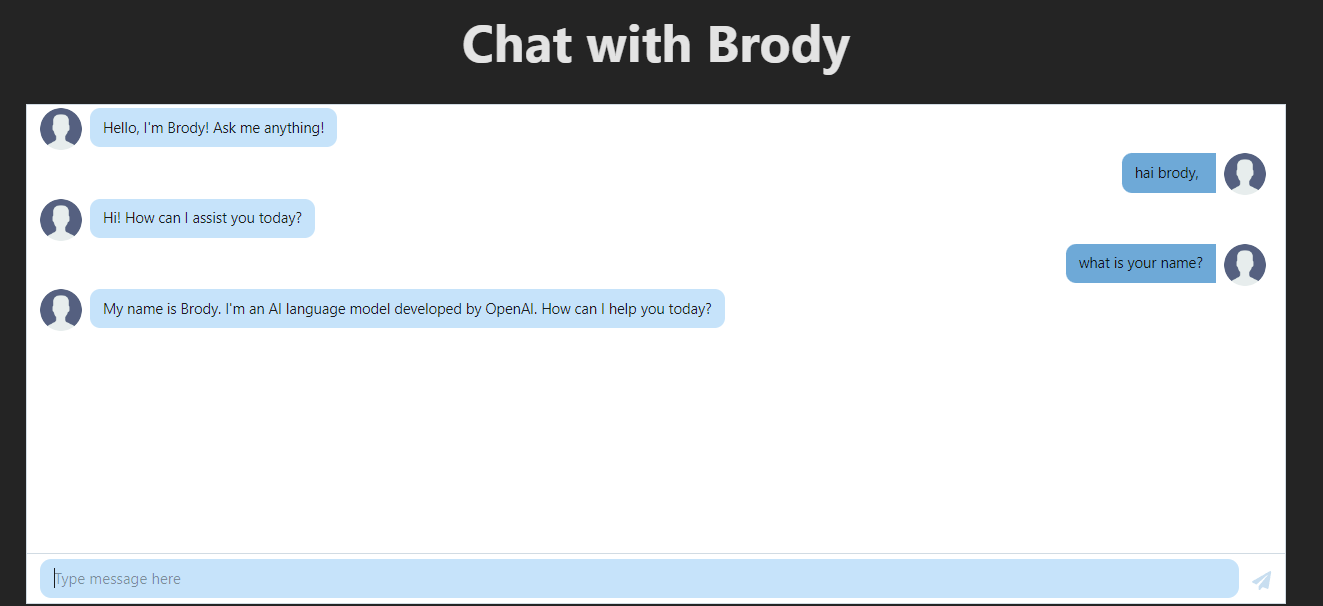 Chat with Brody
Hello, I'm Brody! Ask me anything!
hai brody,
Hi! How can I assist you today?
what is your name?
My name is Brody. I'm an AI language model developed by OpenAI. How can I help you today?
Type message here